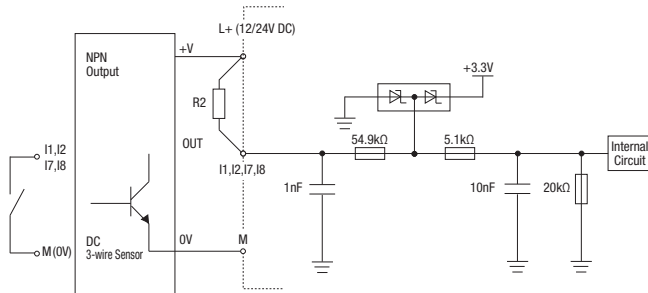 L+ (12/24V DC)
NPN
Output
+V
+3.3V
R2
OUT
54.9kΩ
5.1kΩ
I1,I2
I7,I8
I1,I2,I7,I8
Internal
Circuit
1nF
10nF
20kΩ
M (0V)
DC
3-wire Sensor
0V
M